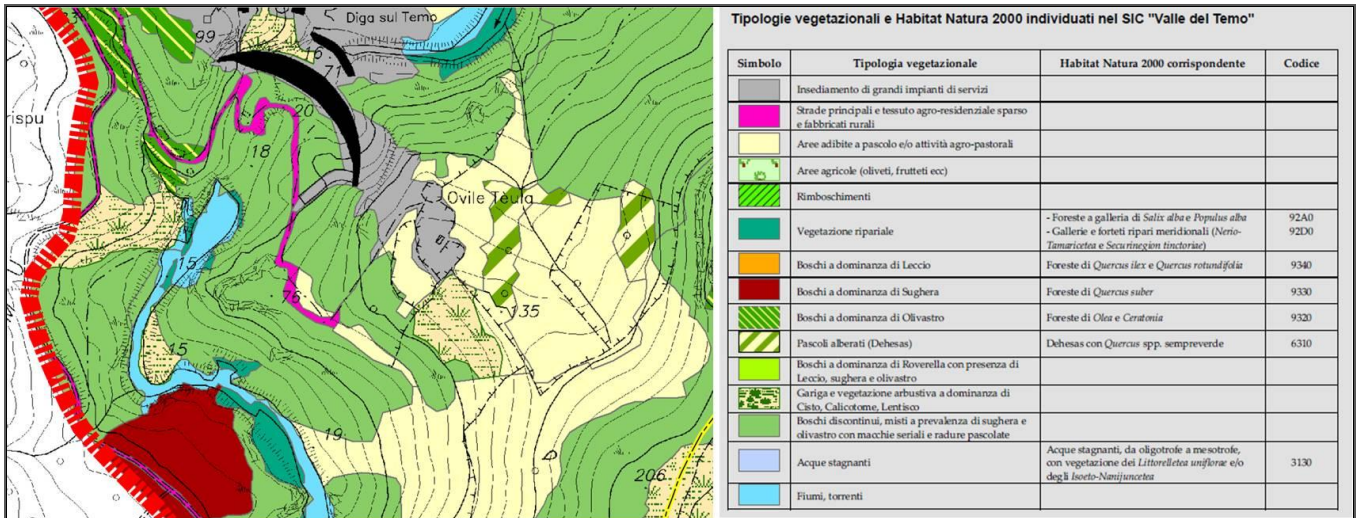 Diga sul Temo
99
16
71
ispu
20
18
Ovile Teula
15
76
135
15
19
206
Tipologie vegetazionali e Habitat Natura 2000 individuati nel SIC "Valle del Temo"
Simbolo Tipologia vegetazionale Habitat Natura 2000 corrispondente Codice
Insediamento di grandi impianti di servizi
Strade principali e tessuto agro-residenziale sparso
e fabbricati rurali
Aree adibite a pascolo e/o attività agro-pastorali
Aree agricole (oliveti, frutteti ecc)
Rimboschimenti
Vegetazione ripariale
- Foreste a galleria di Salix alba e Populus alba 92A0
- Gallerie e forteti ripari meridionali (Nerio- 92D0
Tamaricetea e Securinegion tinctoriae)
Boschi a dominanza di Leccio Foreste di Quercus ilex e Quercus rotundifolia 9340
Boschi a dominanza di Sughera Foreste di Quercus suber 9330
Boschi a dominanza di Olivastro Foreste di Olea e Ceratonia 9320
Pascoli alberati (Dehesas) Dehesas con Quercus spp. sempreverde 6310
Boschi a dominanza di Roverella con presenza di
Leccio, sughera e olivastro
Gariga e vegetazione arbustiva a dominanza di
Cisto, Calicotome, Lentisco
Boschi discontinui, misti a prevalenza di sughera e
olivastro con macchie seriali e radure pascolate
Acque stagnanti
Acque stagnanti, da oligotrofe a mesotrofe,
con vegetazione dei Littorelletea uniflorae e/o 3130
degli Isoeto-Nanijuncetea
Fiumi, torrenti